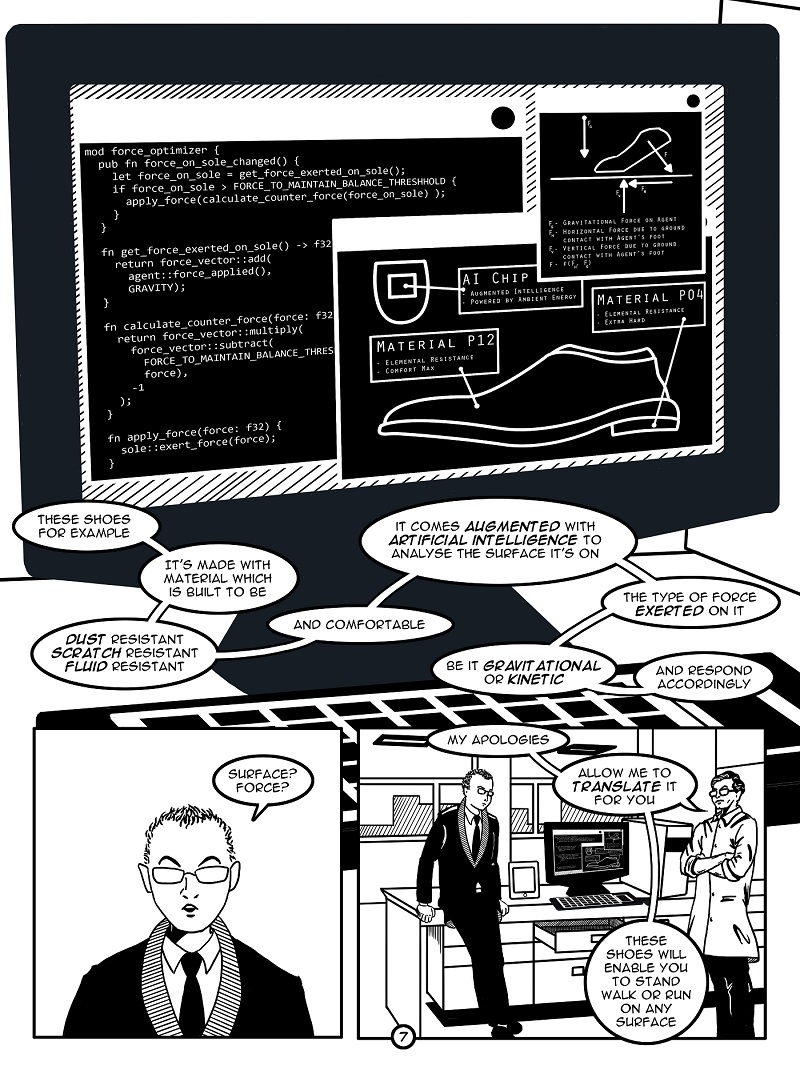 mod force_optimizer {
pub fn force_on_sole_changed() {
let force_on_sole = get_force_exerted_on_sole();
if force_on_sole > FORCE_TO_MAINTAIN_BALANCE_THRESHHOLD {
apply_force(calculate_counter_force(force_on_sole) );
}
}
fn get_force_exerted_on_sole() -> f32
return force_vector::add(
agent::force_applied(),
GRAVITY);
}
fn calculate_counter_force(force: f32
return force_vector::multiply(
force_vector::subtract(
FORCE_TO_MAINTAIN_BALANCE_THRES
force),
-1
);
}
fn apply_force(force: f32) {
sole::exert_force(force);
}
F
- Gravitational Force on Agent
- Horizontal Force due to ground
contact with Agent's foot
- Vertical Force due to ground
contact with Agent's foot
AI Chip
- Augmented Intelligence
- Powered by Ambient Energy
Material P04
- Elemental Resistance
- Extra Hard
Material P12
- Elemental Resistance
- Comfort Max
THESE SHOES
FOR EXAMPLE
IT'S MADE WITH
MATERIAL WHICH
IS BUILT TO BE
DUST RESISTANT
SCRATCH RESISTANT
FLUID RESISTANT
AND COMFORTABLE
IT COMES AUGMENTED WITH
ARTIFICIAL INTELLIGENCE TO
ANALYSE THE SURFACE IT'S ON
THE TYPE OF FORCE
EXERTED ON IT
BE IT GRAVITATIONAL
OR KINETIC
AND RESPOND
ACCORDINGLY
SURFACE?
FORCE?
MY APOLOGIES
ALLOW ME TO
TRANSLATE IT
FOR YOU
THESE
SHOES WILL
ENABLE YOU
TO STAND
WALK OR RUN
ON ANY
SURFACE
7